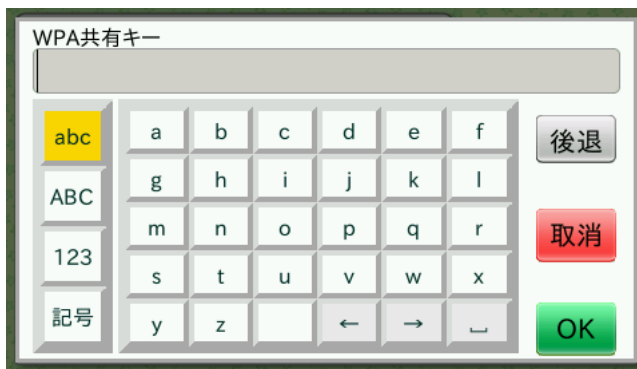 WPA共有キー
abc a b c d e f 後退
ABC g h i j k l
m n o p q r 取消
123 s t u v w x
記号 y z ← → ⎵ OK